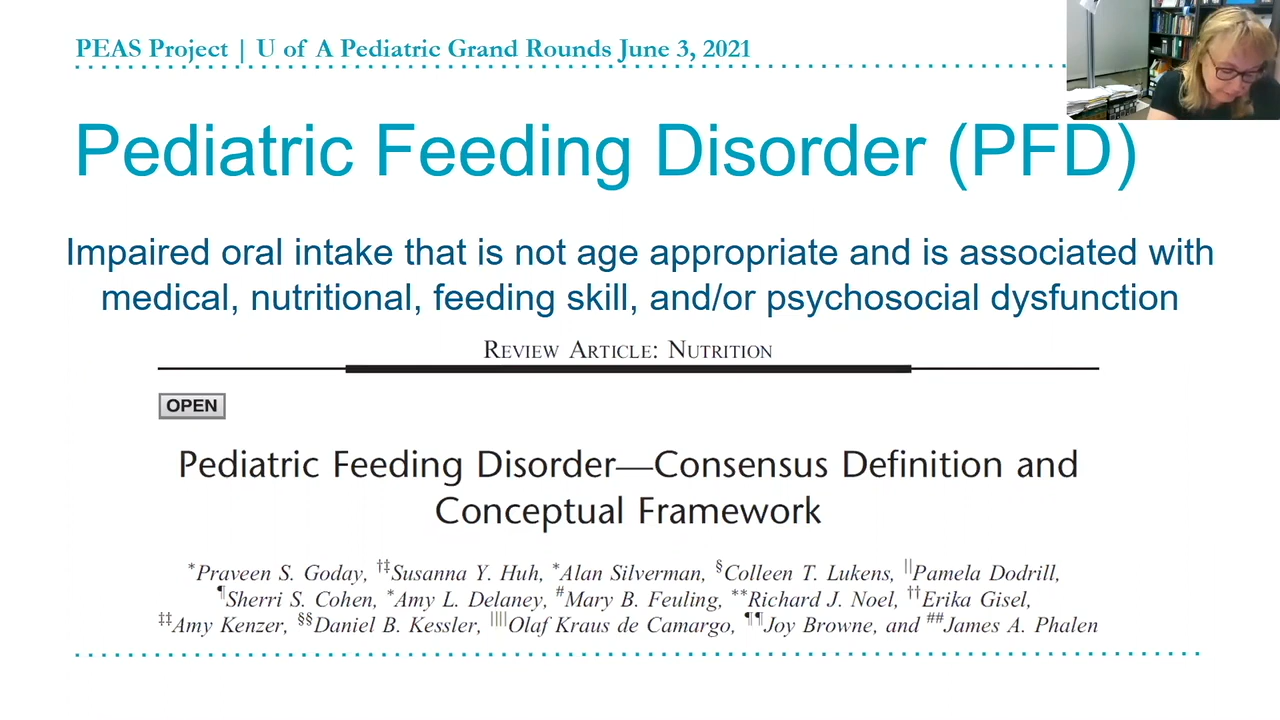 PEAS Project | U of A Pediatric Grand Rounds June 3, 2021
Pediatric Feeding Disorder (PFD)
Impaired oral intake that is not age appropriate and is associated with
medical, nutritional, feeding skill, and/or psychosocial dysfunction
REVIEW ARTICLE: NUTRITION
OPEN
Pediatric Feeding Disorder—Consensus Definition and
Conceptual Framework
*Praveen S. Goday, †‡Susanna Y. Huh, *Alan Silverman, §Colleen T. Lukens, ||Pamela Dodrill,
¶Sherri S. Cohen, *Amy L. Delaney, #Mary B. Feuling, **Richard J. Noel, ††Erika Gisel,
‡‡Amy Kenzer, §§Daniel B. Kessler, ||||Olaf Kraus de Camargo, ¶¶Joy Browne, and ##James A. Phalen